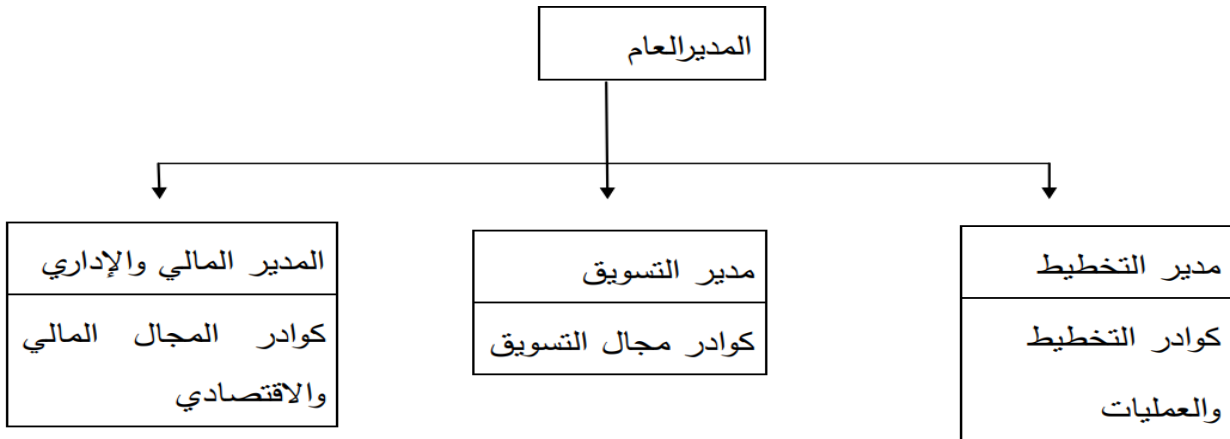 المديرالعام
مدير التخطيط
كوادر التخطيط
والعمليات
مدير التسويق
كوادر مجال التسويق
المدير المالي والإداري
كوادر المجال المالي
والاقتصادي